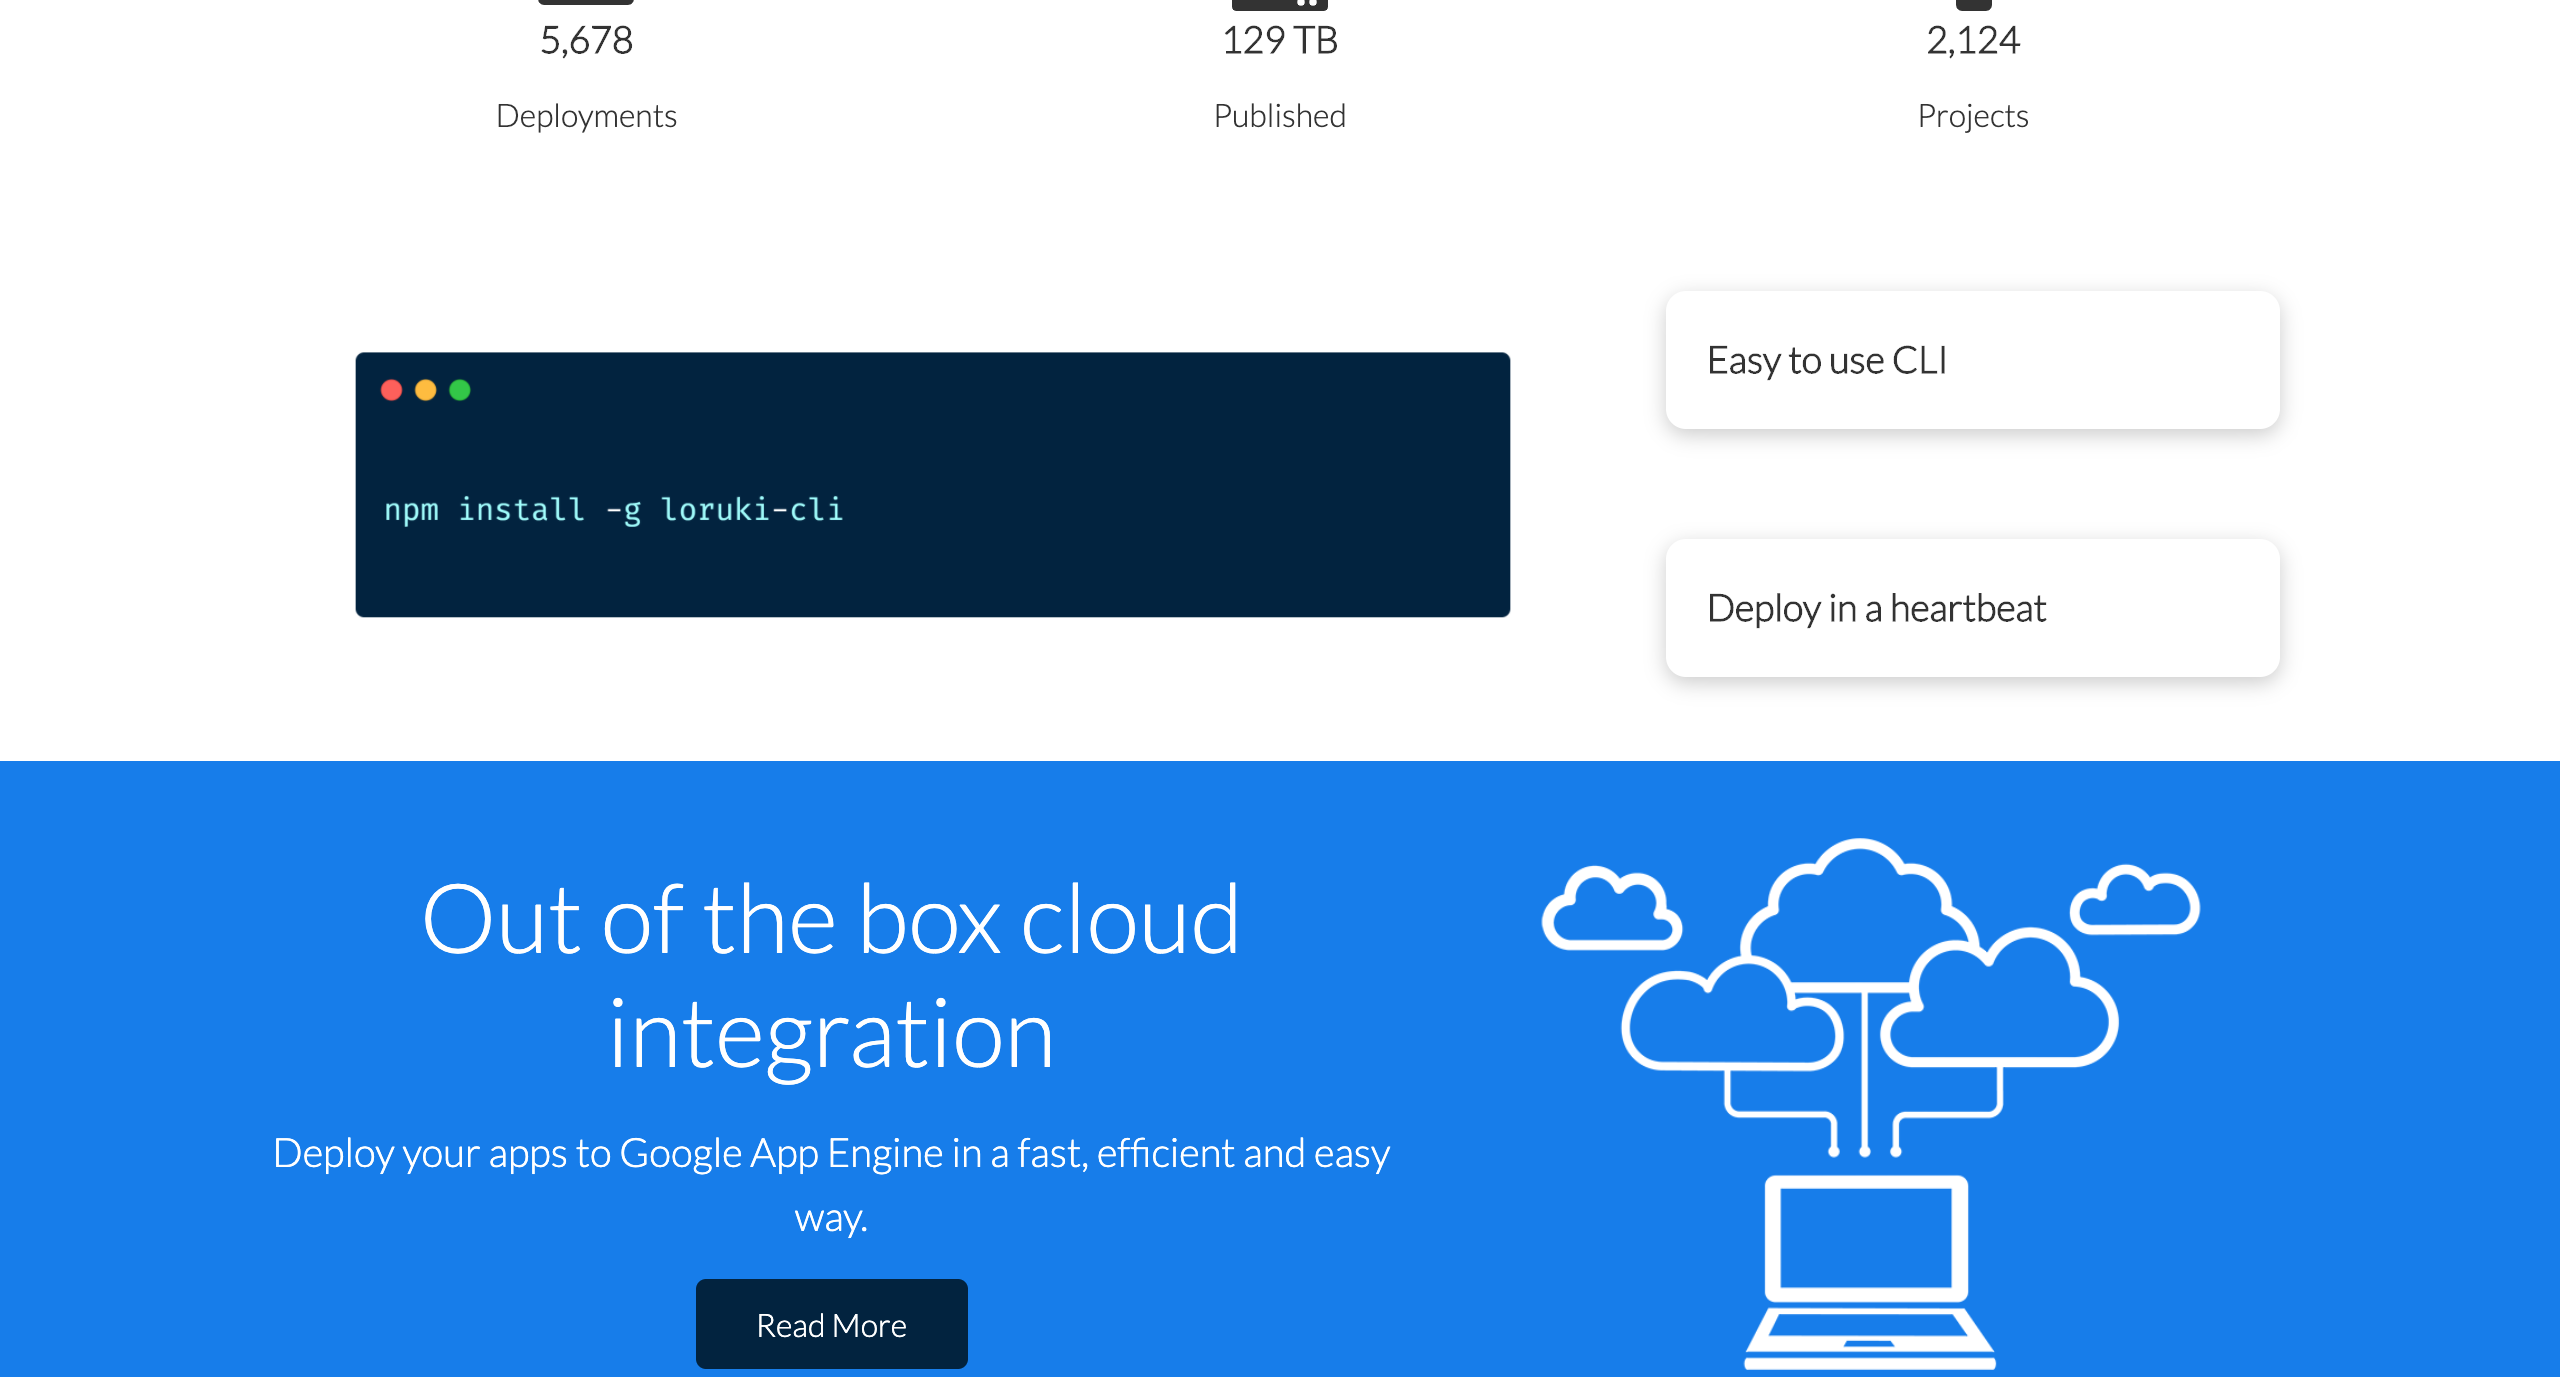 5,678
129 TB
2,124
Deployments
Published
Projects
npm install -g loruki-cli
Easy to use CLI
Deploy in a heartbeat
Out of the box cloud
integration
Deploy your apps to Google App Engine in a fast, efficient and easy
way.
Read More